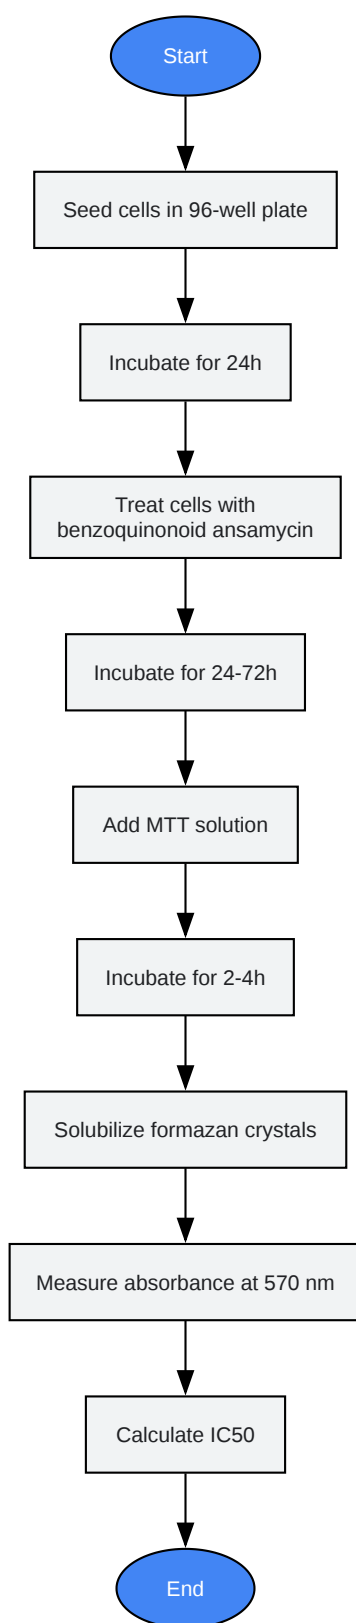 Start
Seed cells in 96-well plate
Incubate for 24h
Treat cells with
benzoquinonoid ansamycin
Incubate for 24-72h
Add MTT solution
Incubate for 2-4h
Solubilize formazan crystals
Measure absorbance at 570 nm
Calculate IC50
End